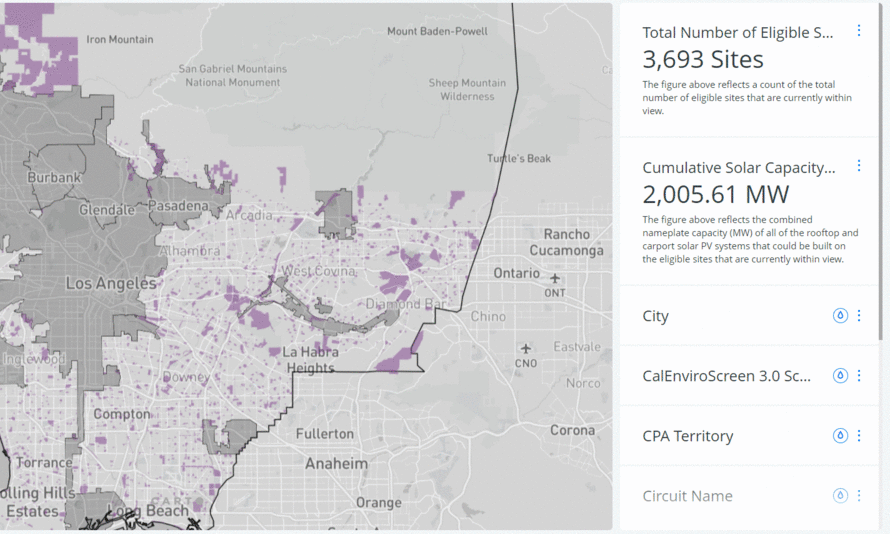 Iron Mountain
Mount Baden-Powell
San Gabriel Mountains
National Monument
Sheep Mountain
Wilderness
Turtle's Beak
Burbank
Glendale
Pasadena
Arcadia
Rancho
Cucamonga
Alhambra
West Covina
Ontario
ONT
Los Angeles
Diamond Bar
Chino
Inglewood
La Habra
Heights
Eastvale
CNO
Downey
Norco
Compton
Fullerton
Corona
Torrance
Anaheim
olling Hills
Estates
Long Beach
Orange
Total Number of Eligible S...
3,693 Sites
The figure above reflects a count of the total
number of eligible sites that are currently within
view.
Cumulative Solar Capacity...
2,005.61 MW
The figure above reflects the combined
nameplate capacity (MW) of all of the rooftop and
carport solar PV systems that could be built on
the eligible sites that are currently within view.
City
CalEnviroScreen 3.0 Sc...
CPA Territory
Circuit Name